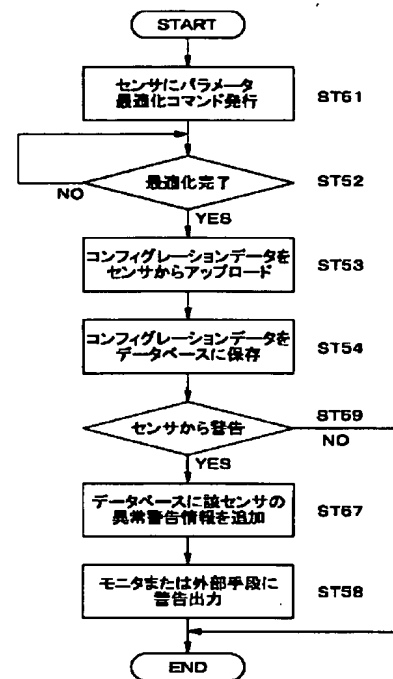 START
センサにパラメータ
最適化コマンド発行
ST51
最適化完了
ST52
NO
YES
コンフィグレーションデータを
センサからアップロード
ST53
コンフィグレーションデータを
データベースに保存
ST54
センサから警告
ST59
NO
YES
データベースに該センサの
異常警告情報を追加
ST57
モニタまたは外部手段に
警告出力
ST58
END